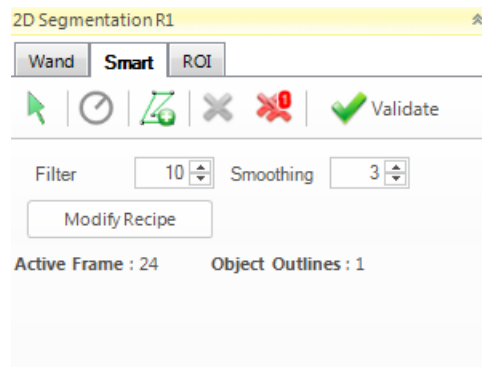 2D Segmentation R1
Wand Smart ROI
1 Validate
Filter 10 Smoothing 3
Modify Recipe
Active Frame : 24 Object Outlines : 1